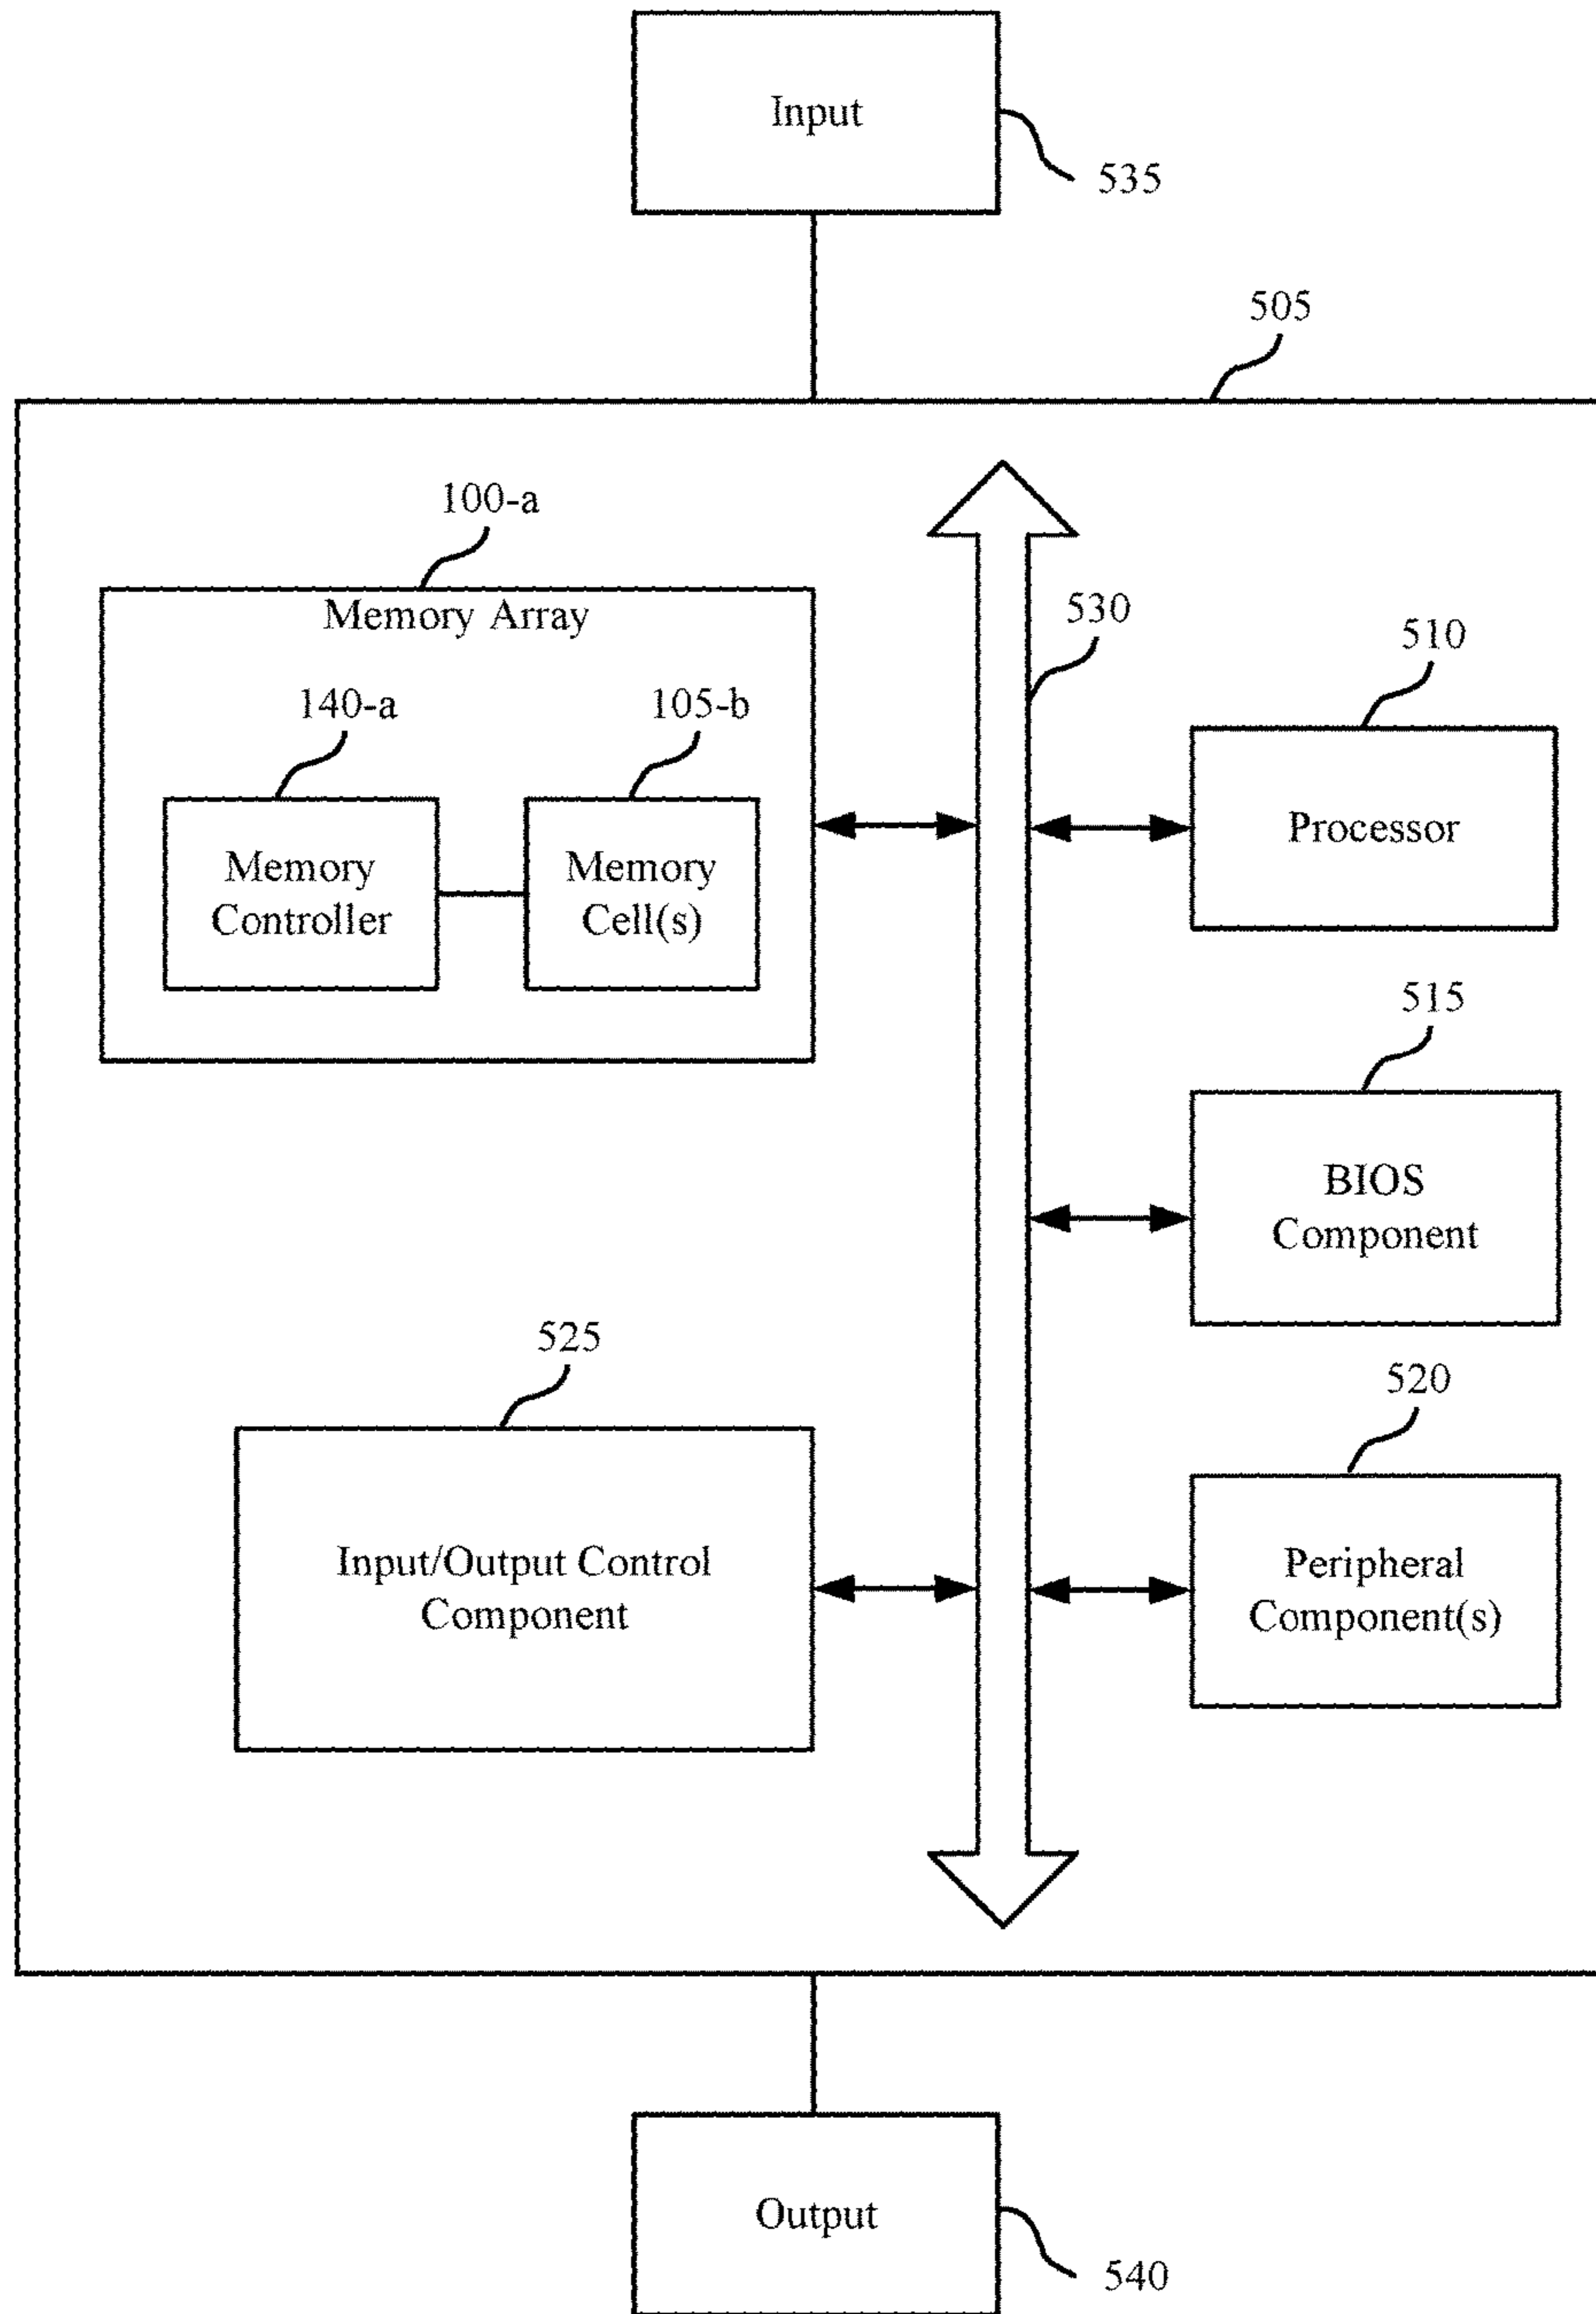 Input
535
505
100-a
Memory Array
530
510
140-a
105-b
Processor
Memory
Controller
Memory
Cell(s)
515
BIOS
Component
525
520
Input/Output Control
Component
Peripheral
Component(s)
Output
540